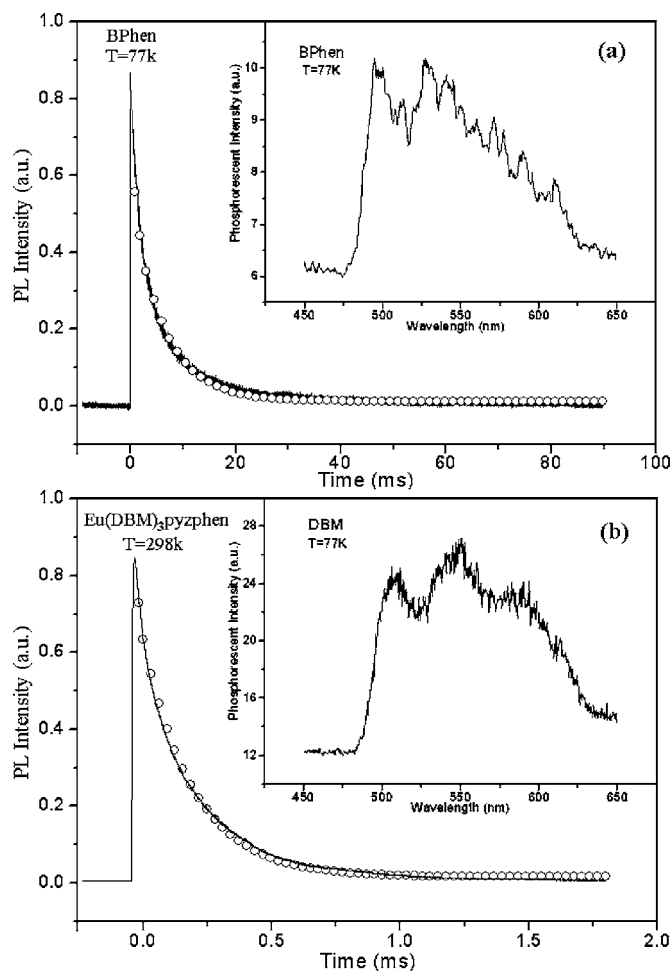 BPhen
T=77k
(a)
BPhen
T=77K
Phosphorescent Intensity (a.u.)
10
9
8
7
6
450 500 550 600 650
Wavelength (nm)
PL Intensity (a.u.)
1.0
0.8
0.6
0.4
0.2
0.0
0 20 40 60 80 100
Time (ms)
Eu(DBM)3pyzphen
T=298k
(b)
DBM
T=77K
Phosphorescent Intensity (a.u.)
28
24
20
16
12
450 500 550 600 650
Wavelength (nm)
PL Intensity (a.u.)
1.0
0.8
0.6
0.4
0.2
0.0
0.0 0.5 1.0 1.5 2.0
Time (ms)